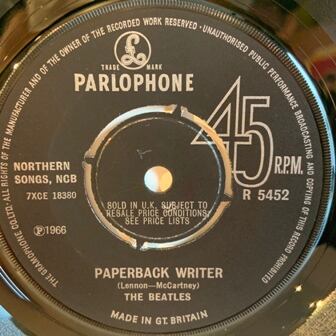 THE GRAMOPHONE CO. LTD. ALL RIGHTS OF THE MANUFACTURER AND OF THE OWNER OF THE RECORDED WORK RESERVED · UNAUTHORISED PUBLIC PERFORMANCE BROADCASTING AND COPYING OF THIS RECORD PROHIBITED
£
TRADE MARK
PARLOPHONE
45
R.P.M.
NORTHERN
SONGS, NCB
7XCE 18380
R 5452
SOLD IN U.K. SUBJECT TO
RESALE PRICE CONDITIONS,
SEE PRICE LISTS
Ⓟ1966
PAPERBACK WRITER
(Lennon—McCartney)
THE BEATLES
MADE IN GT. BRITAIN